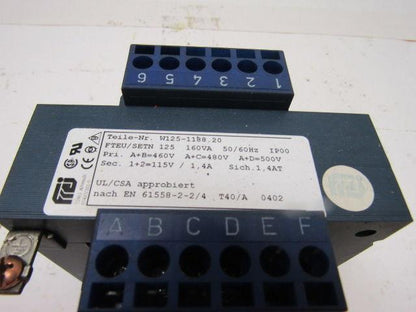 6 5 4 3 2 1
Teile-Nr. W125-1188.20
FTEU/SETN 125 160VA 50/60Hz IP00
Pri. A+B=460V A+C=480V A+D=500V
Sec. 1+2=115V / 1,4A Sich.1,4AT
UL/CSA approbiert
nach EN 61558-2-2/4 T40/A 0402
A B C D E F